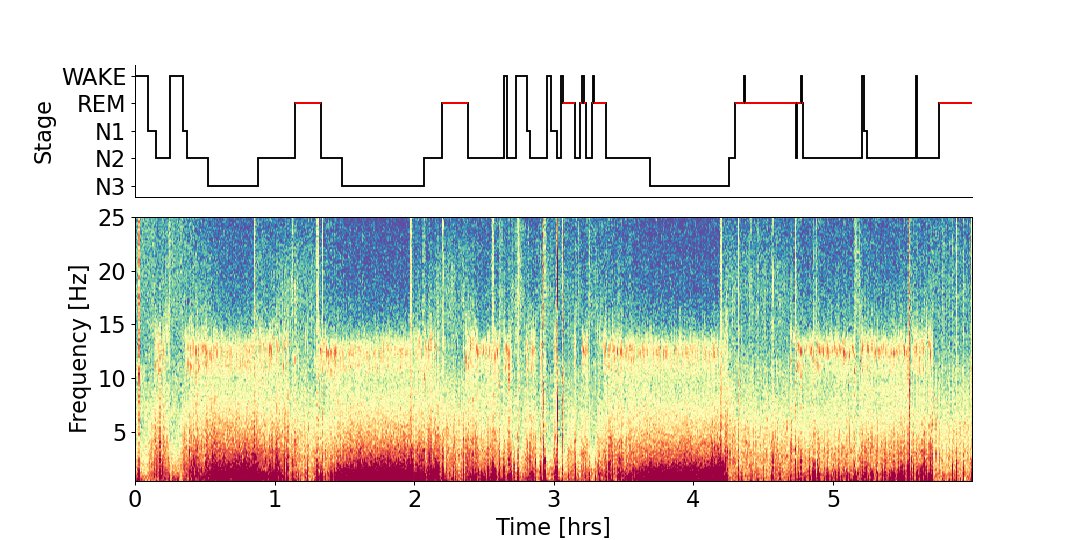 Stage
WAKE
REM
N1
N2
N3
Frequency [Hz]
25
20
15
10
5
0 1 2 3 4 5
Time [hrs]